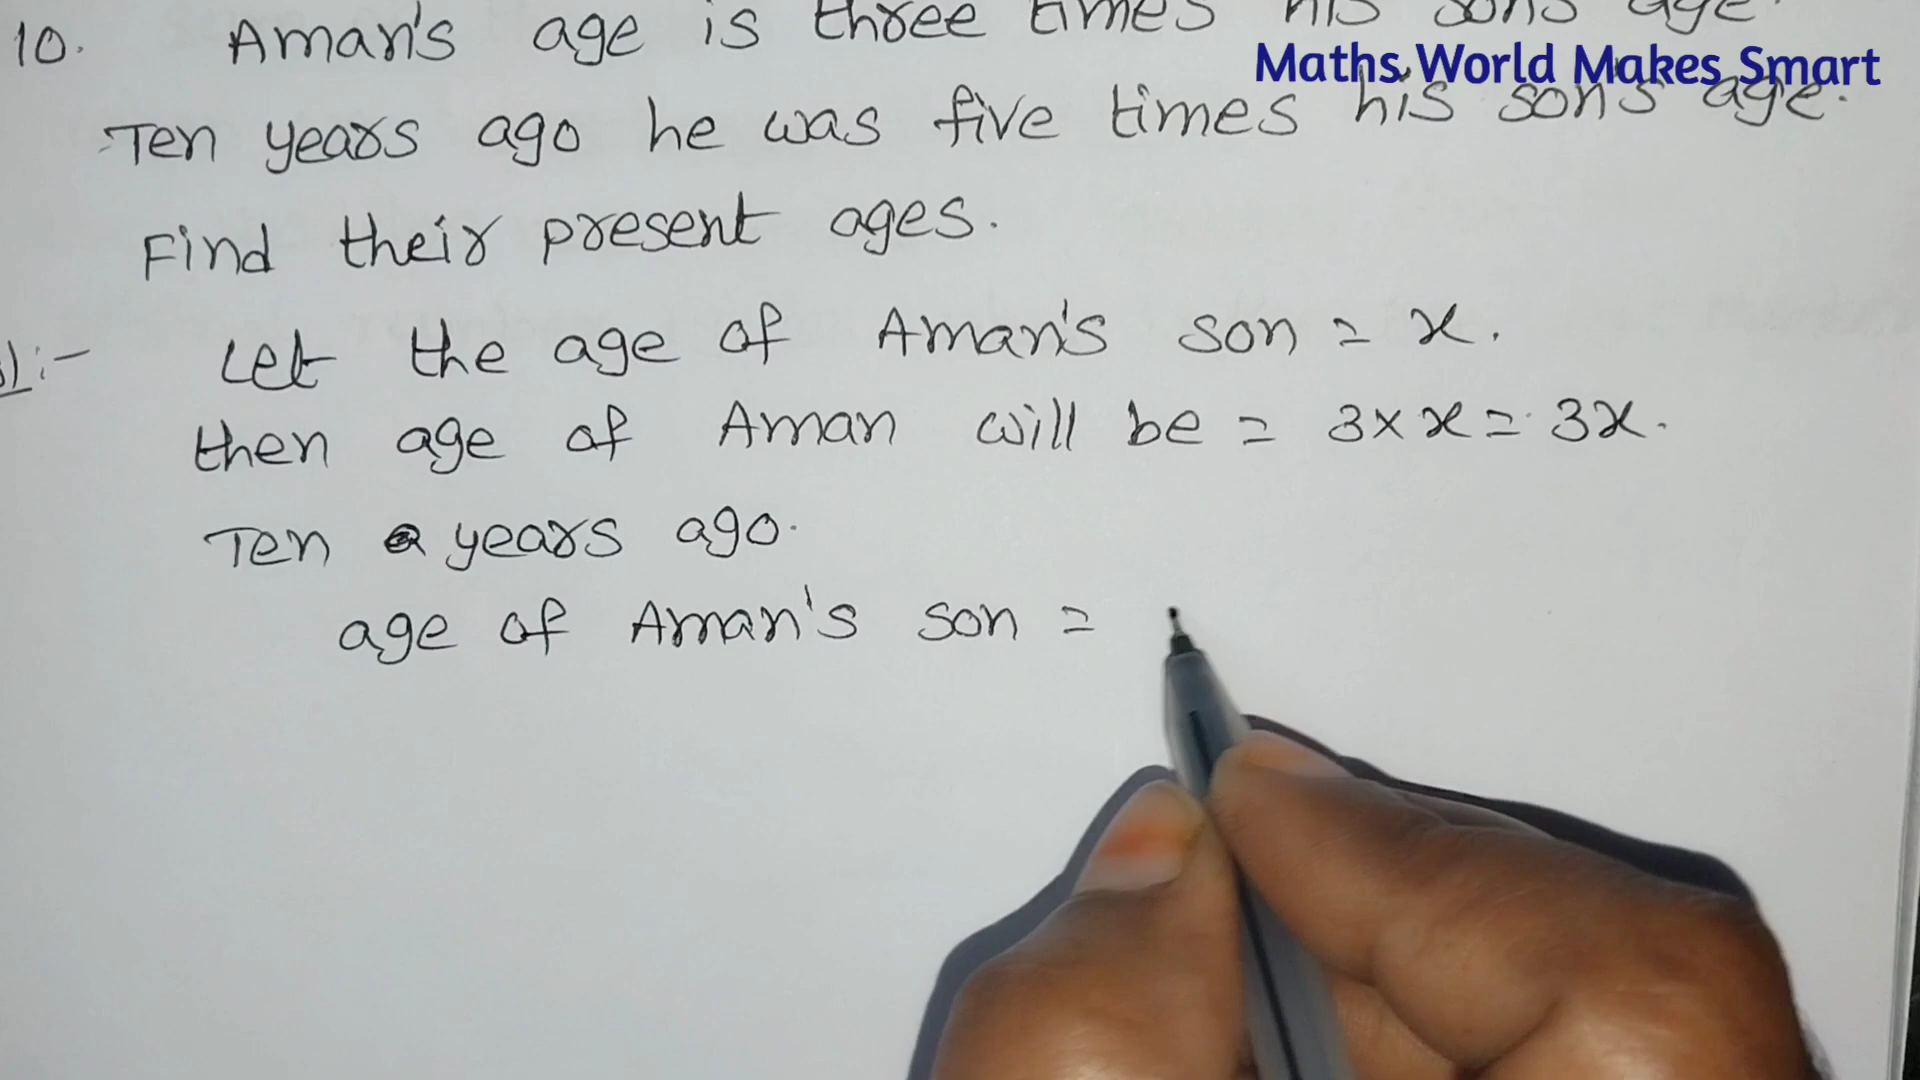 10. Aman's age is three times his sons age.
Maths World Makes Smart
Ten years ago he was five times his son's age.
Find their present ages.
Let the age of Aman's son = x.
then age of Aman will be = 3 × x = 3x.
Ten years ago.
age of Aman's son =